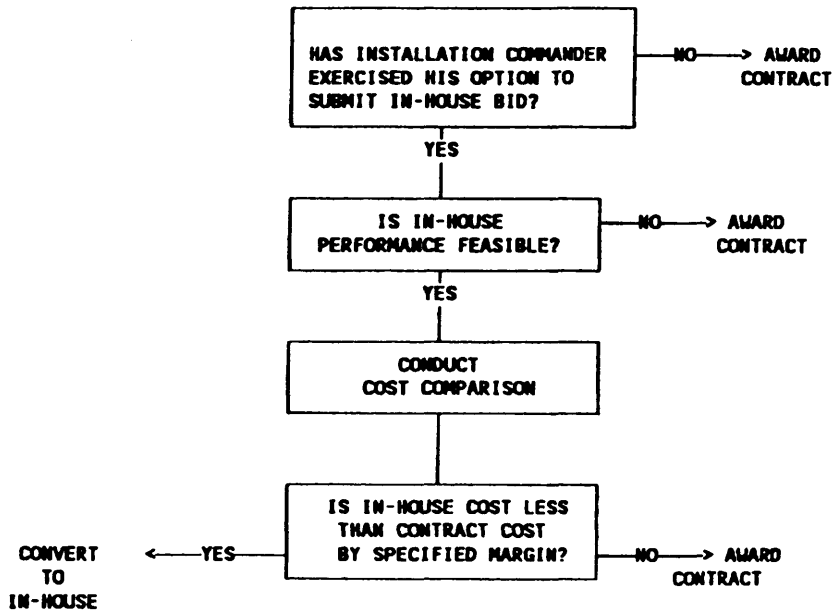 HAS INSTALLATION COMMANDER
EXERCISED HIS OPTION TO
SUBMIT IN-HOUSE BID?
NO
AWARD
CONTRACT
YES
IS IN-HOUSE
PERFORMANCE FEASIBLE?
NO
AWARD
CONTRACT
YES
CONDUCT
COST COMPARISON
IS IN-HOUSE COST LESS
THAN CONTRACT COST
BY SPECIFIED MARGIN?
YES
CONVERT
TO
IN-HOUSE
NO
AWARD
CONTRACT